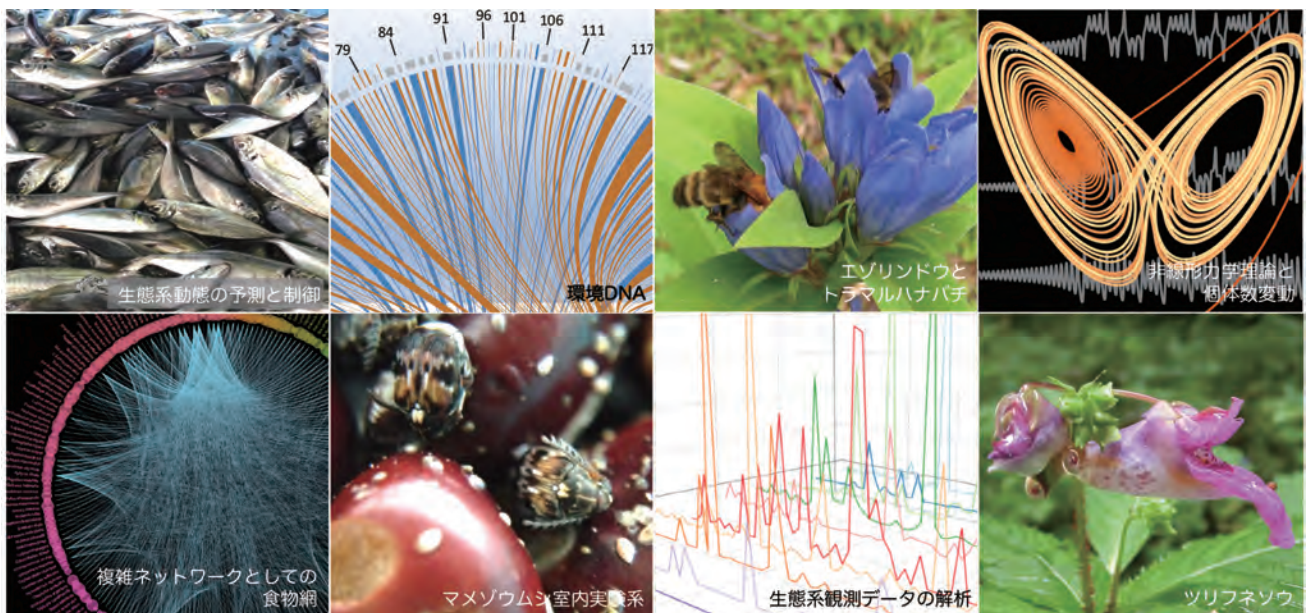 79
84
91
96
101
106
111
117
生態系動態の予測と制御
環境DNA
エゾリンドウと
トラマルハナバチ
非線形力学理論と
個体数変動
複雑ネットワークとしての
食物網
マメゾウムシ室内実験系
生態系観測データの解析
ツリフネソウ